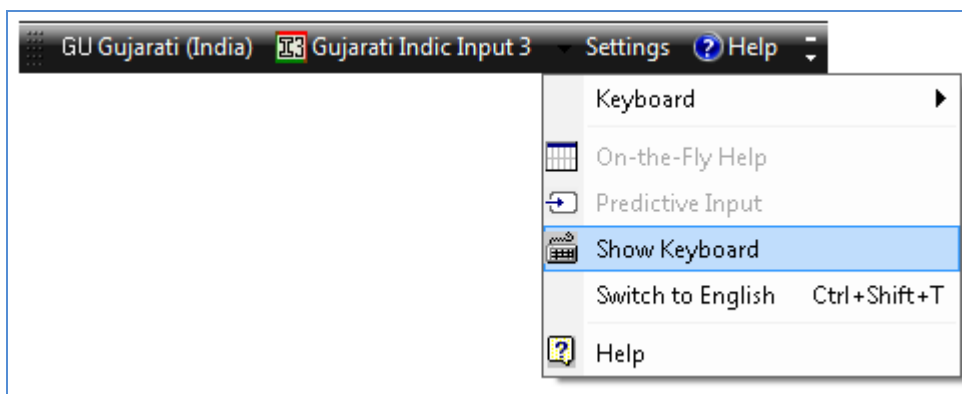 GU Gujarati (India) Gujarati Indic Input 3 Settings Help
Keyboard
On-the-Fly Help
Predictive Input
Show Keyboard
Switch to English Ctrl+Shift+T
Help